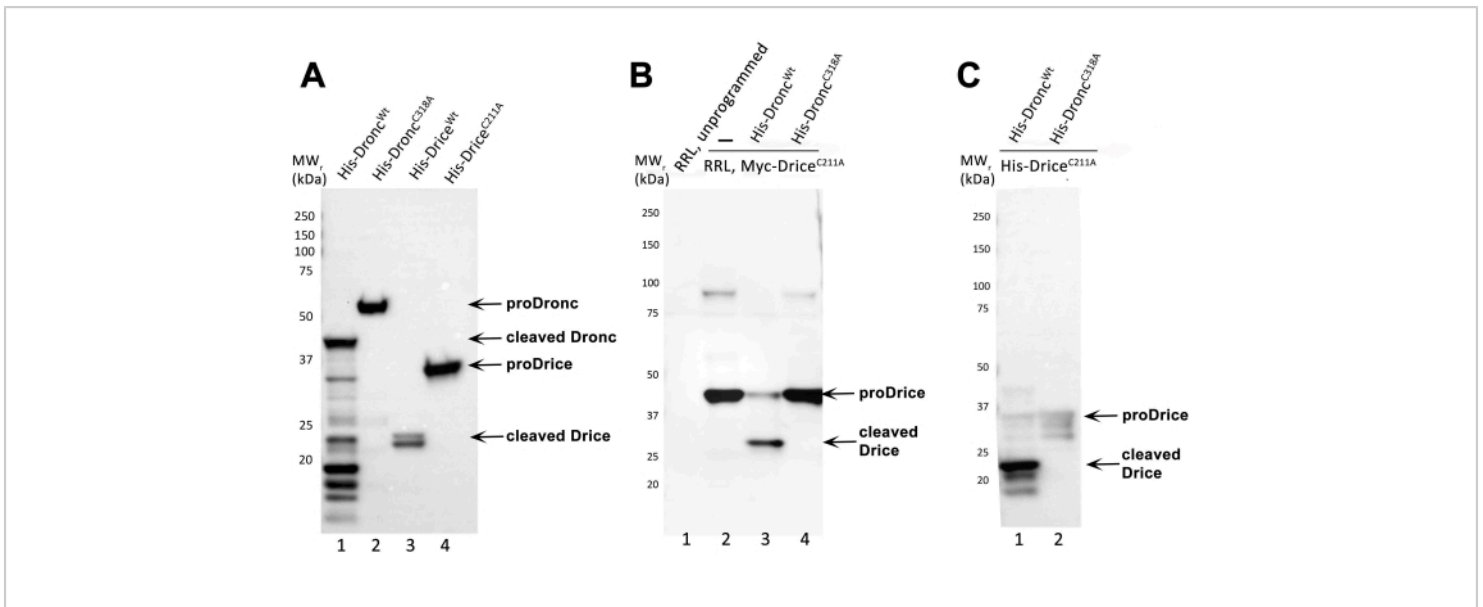 A
His-Dronc^Wt
His-Dronc^C318A
His-Drice^Wt
His-Drice^C211A
MWr
(kDa)
250
150
100
75
50
37
25
20
proDronc
cleaved Dronc
proDrice
cleaved Drice
1 2 3 4
B
RRL, unprogrammed
–
His-Dronc^Wt
His-Dronc^C318A
RRL, Myc-Drice^C211A
MWr
(kDa)
250
150
100
75
50
37
25
20
proDrice
cleaved
Drice
1 2 3 4
C
His-Dronc^Wt
His-Dronc^C318A
His-Drice^C211A
MWr
(kDa)
250
150
100
75
50
37
25
20
proDrice
cleaved
Drice
1 2